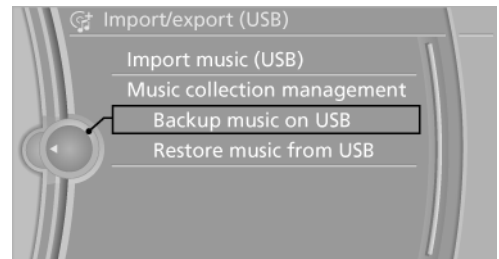 Import/export (USB)
Import music (USB)
Music collection management
Backup music on USB
Restore music from USB